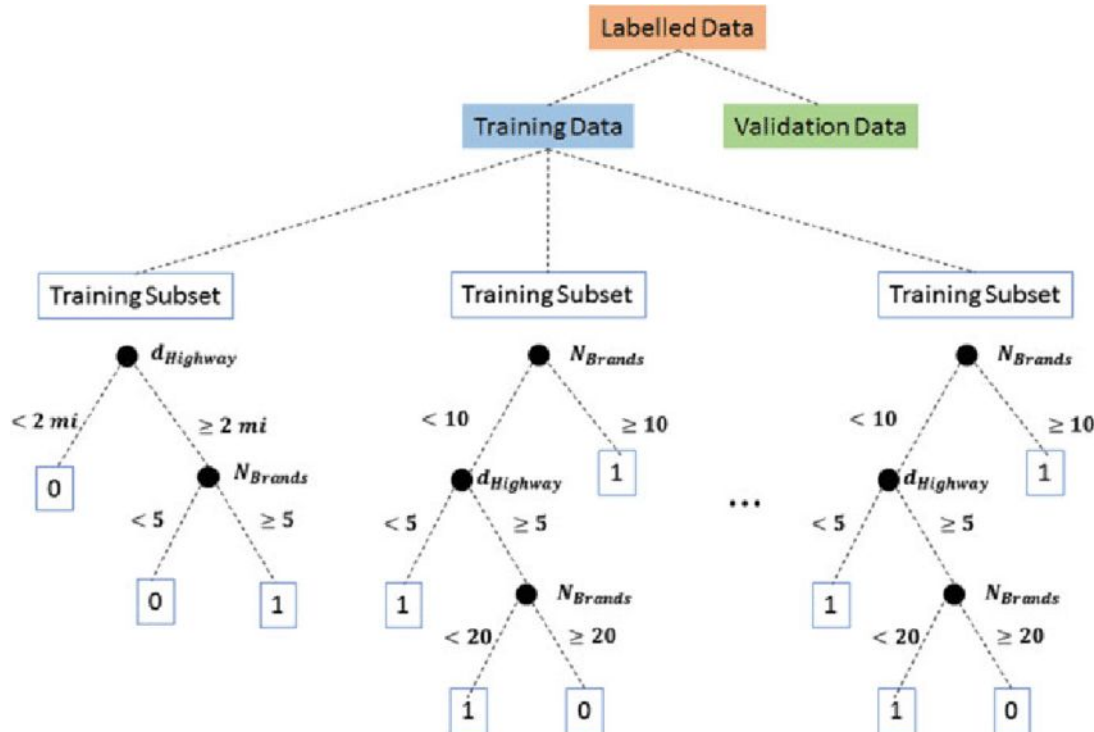 Labelled Data
Training Data
Validation Data
Training Subset
Training Subset
Training Subset
d_Highway
N_Brands
N_Brands
< 2 mi
≥ 2 mi
< 10
≥ 10
< 10
≥ 10
0
N_Brands
d_Highway
1
d_Highway
1
...
< 5
≥ 5
< 5
≥ 5
< 5
≥ 5
0
1
1
N_Brands
1
N_Brands
< 20
≥ 20
< 20
≥ 20
1
0
1
0